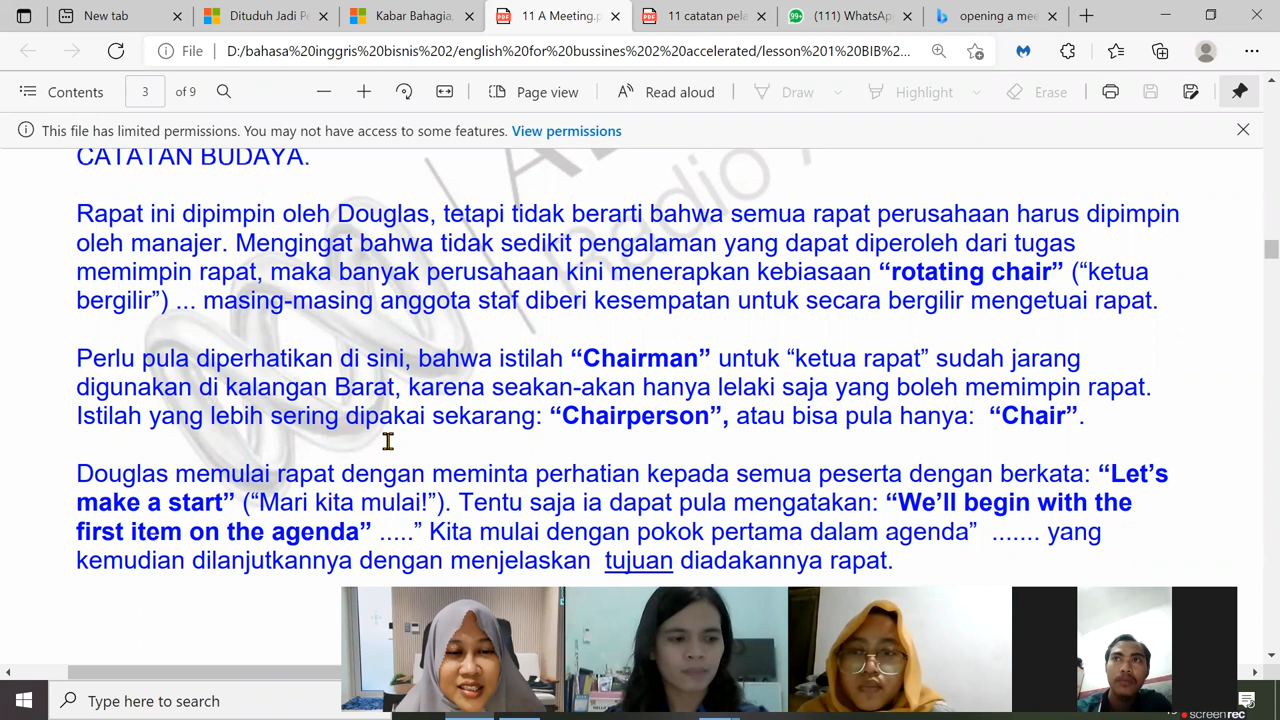 New tab
Dituduh Jadi Pe
Kabar Bahagia,
11 A Meeting.p
11 catatan pela
(111) WhatsAp
opening a mee
File
D:/bahasa%20inggris%20bisnis%202/english%20for%20bussines%202%20accelerated/lesson%201%20BIB%2...
Contents
3
of 9
Page view
Read aloud
Draw
Highlight
Erase
This file has limited permissions. You may not have access to some features. View permissions
CATATAN BUDAYA.
Rapat ini dipimpin oleh Douglas, tetapi tidak berarti bahwa semua rapat perusahaan harus dipimpin
oleh manajer. Mengingat bahwa tidak sedikit pengalaman yang dapat diperoleh dari tugas
memimpin rapat, maka banyak perusahaan kini menerapkan kebiasaan “rotating chair” (“ketua
bergilir”) ... masing-masing anggota staf diberi kesempatan untuk secara bergilir mengetuai rapat.
Perlu pula diperhatikan di sini, bahwa istilah “Chairman” untuk “ketua rapat” sudah jarang
digunakan di kalangan Barat, karena seakan-akan hanya lelaki saja yang boleh memimpin rapat.
Istilah yang lebih sering dipakai sekarang: “Chairperson”, atau bisa pula hanya: “Chair”.
Douglas memulai rapat dengan meminta perhatian kepada semua peserta dengan berkata: “Let’s
make a start” (“Mari kita mulai!”). Tentu saja ia dapat pula mengatakan: “We’ll begin with the
first item on the agenda” .....” Kita mulai dengan pokok pertama dalam agenda” ....... yang
kemudian dilanjutkannya dengan menjelaskan tujuan diadakannya rapat.
Radio
Type here to search
screenrec